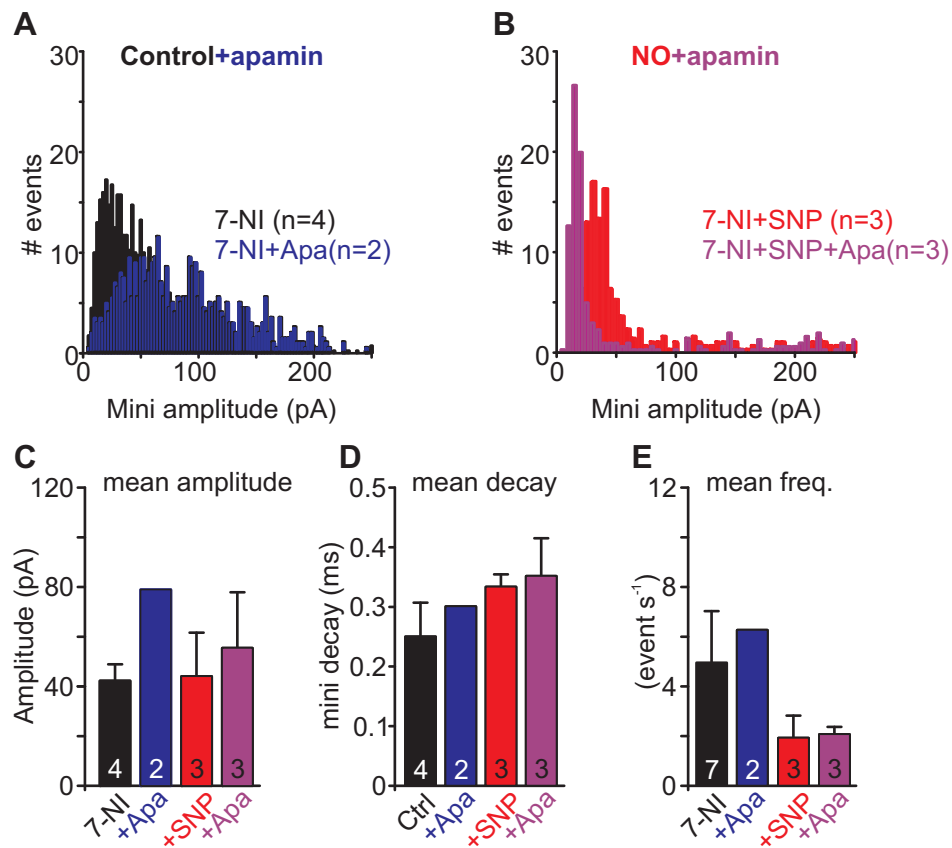 A
Control+apamin
30
20
10
0
# events
7-NI (n=4)
7-NI+Apa(n=2)
0 100 200
Mini amplitude (pA)
B
NO+apamin
30
20
10
0
# events
7-NI+SNP (n=3)
7-NI+SNP+Apa(n=3)
0 100 200
Mini amplitude (pA)
C
mean amplitude
120
80
40
0
Amplitude (pA)
4 2 3 3
7-NI +Apa +SNP +Apa
D
mean decay
0.5
0.4
0.3
0.2
0.1
0
mini decay (ms)
4 2 3 3
Ctrl +Apa +SNP +Apa
E
mean freq.
12
8
4
0
(event s⁻¹)
7 2 3 3
7-NI +Apa +SNP +Apa